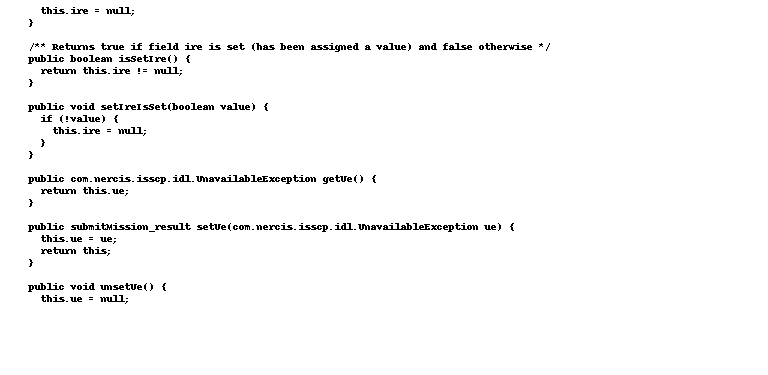 this.ire = null;
}
/** Returns true if field ire is set (has been assigned a value) and false otherwise */
public boolean isSetIre() {
return this.ire != null;
}
public void setIreIsSet(boolean value) {
if (!value) {
this.ire = null;
}
}
public com.nercis.isscp.idl.UnavailableException getUe() {
return this.ue;
}
public submitMission_result setUe(com.nercis.isscp.idl.UnavailableException ue) {
this.ue = ue;
return this;
}
public void unsetUe() {
this.ue = null;